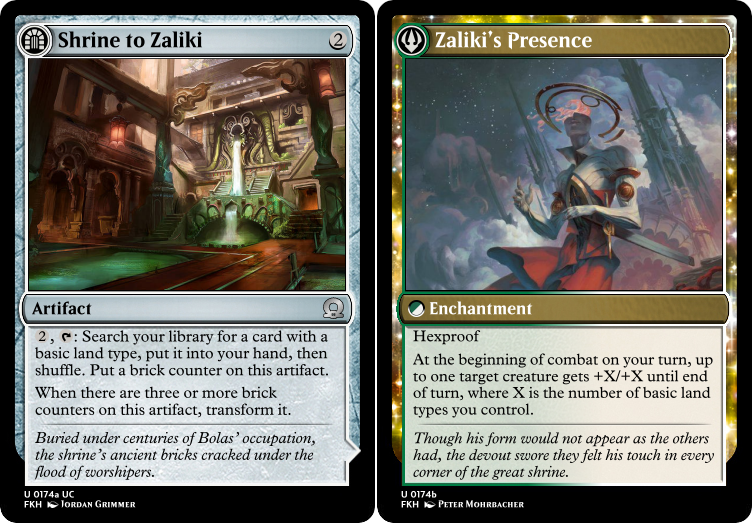 Shrine to Zaliki
2
Artifact
2, : Search your library for a card with a
basic land type, put it into your hand, then
shuffle. Put a brick counter on this artifact.
When there are three or more brick
counters on this artifact, transform it.
Buried under centuries of Bolas' occupation,
the shrine's ancient bricks cracked under the
flood of worshipers.
U 0174a UC
FKH Jordan Grimmer
Zaliki's Presence
Enchantment
Hexproof
At the beginning of combat on your turn, up
to one target creature gets +X/+X until end
of turn, where X is the number of basic land
types you control.
Though his form would not appear as the others
had, the devout swore they felt his touch in every
corner of the great shrine.
U 0174b
FKH Peter Mohrbacher